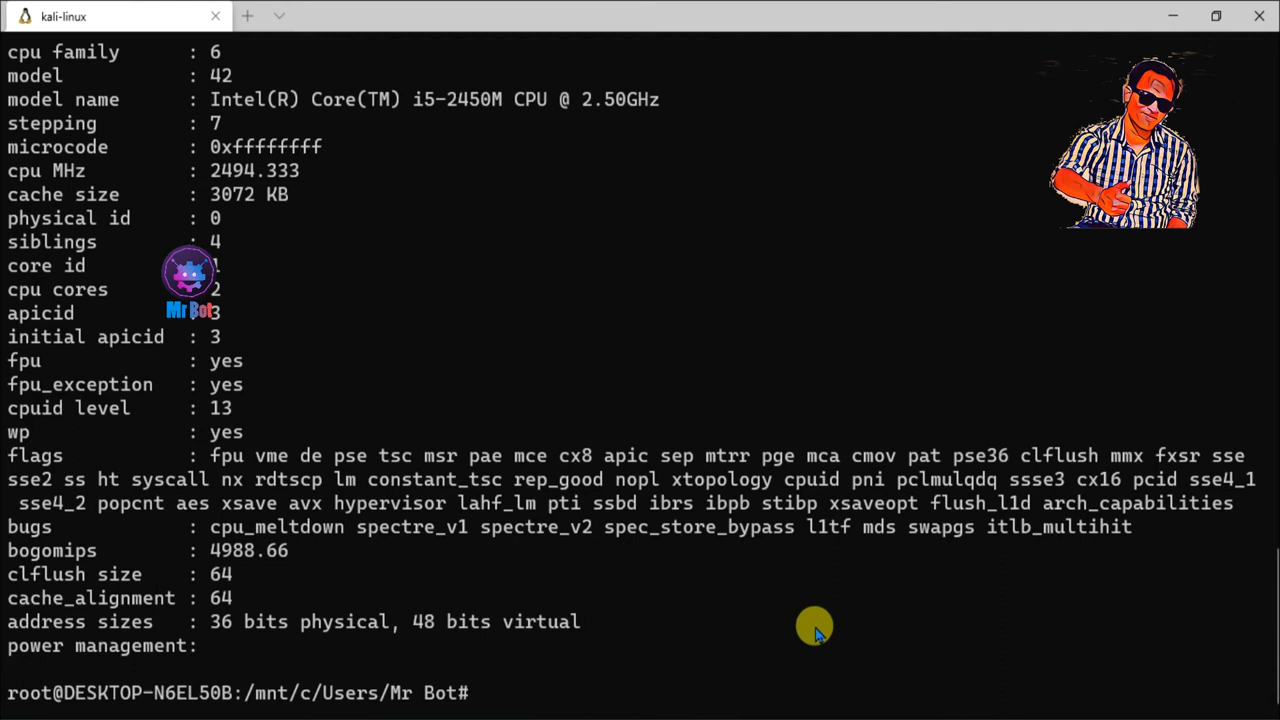 kali-linux
cpu family : 6
model : 42
model name : Intel(R) Core(TM) i5-2450M CPU @ 2.50GHz
stepping : 7
microcode : 0xffffffff
cpu MHz : 2494.333
cache size : 3072 KB
physical id : 0
siblings : 4
core id : 1
cpu cores : 2
Mr Bot
apicid : 3
initial apicid : 3
fpu : yes
fpu_exception : yes
cpuid level : 13
wp : yes
flags : fpu vme de pse tsc msr pae mce cx8 apic sep mtrr pge mca cmov pat pse36 clflush mmx fxsr sse
sse2 ss ht syscall nx rdtscp lm constant_tsc rep_good nopl xtopology cpuid pni pclmulqdq ssse3 cx16 pcid sse4_1
sse4_2 popcnt aes xsave avx hypervisor lahf_lm pti ssbd ibrs ibpb stibp xsaveopt flush_l1d arch_capabilities
bugs : cpu_meltdown spectre_v1 spectre_v2 spec_store_bypass l1tf mds swapgs itlb_multihit
bogomips : 4988.66
clflush size : 64
cache_alignment : 64
address sizes : 36 bits physical, 48 bits virtual
power management:
root@DESKTOP-N6EL50B:/mnt/c/Users/Mr Bot#